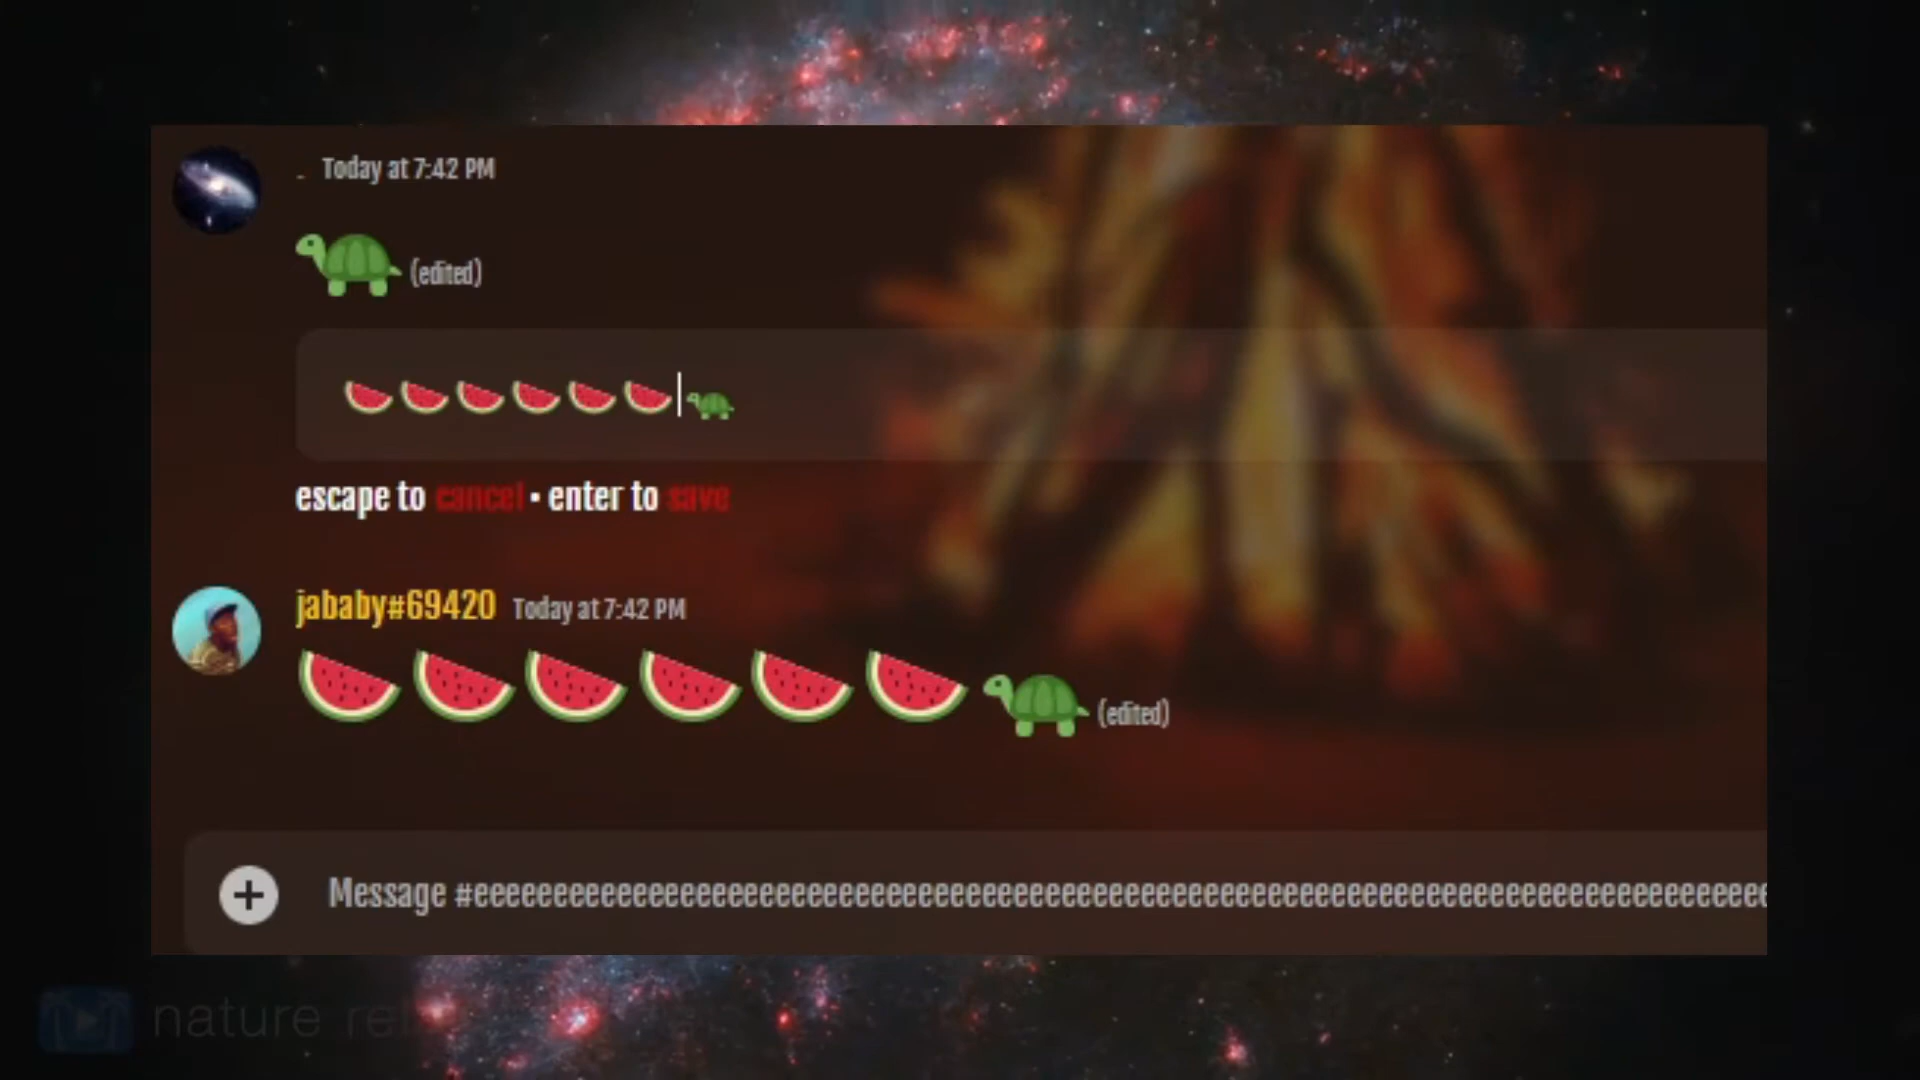 . Today at 7:42 PM
(edited)
escape to cancel • enter to save
jababy#69420 Today at 7:42 PM
(edited)
Message
nature